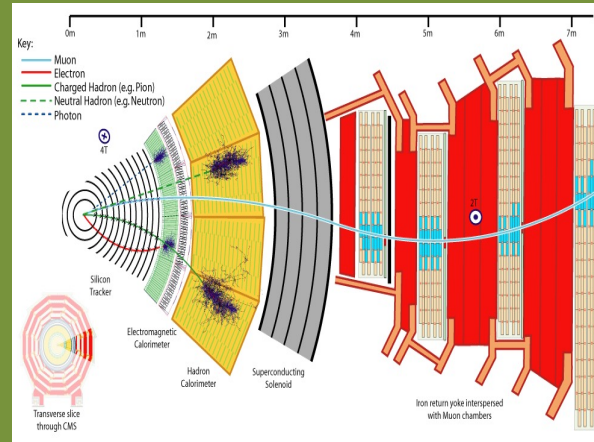 0m 1m 2m 3m 4m 5m 6m 7m
Key:
Muon
Electron
Charged Hadron (e.g. Pion)
Neutral Hadron (e.g. Neutron)
Photon
4T
2T
Silicon
Tracker
Electromagnetic
Calorimeter
Hadron
Calorimeter
Superconducting
Solenoid
Iron return yoke interspersed
with Muon chambers
Transverse slice
through CMS